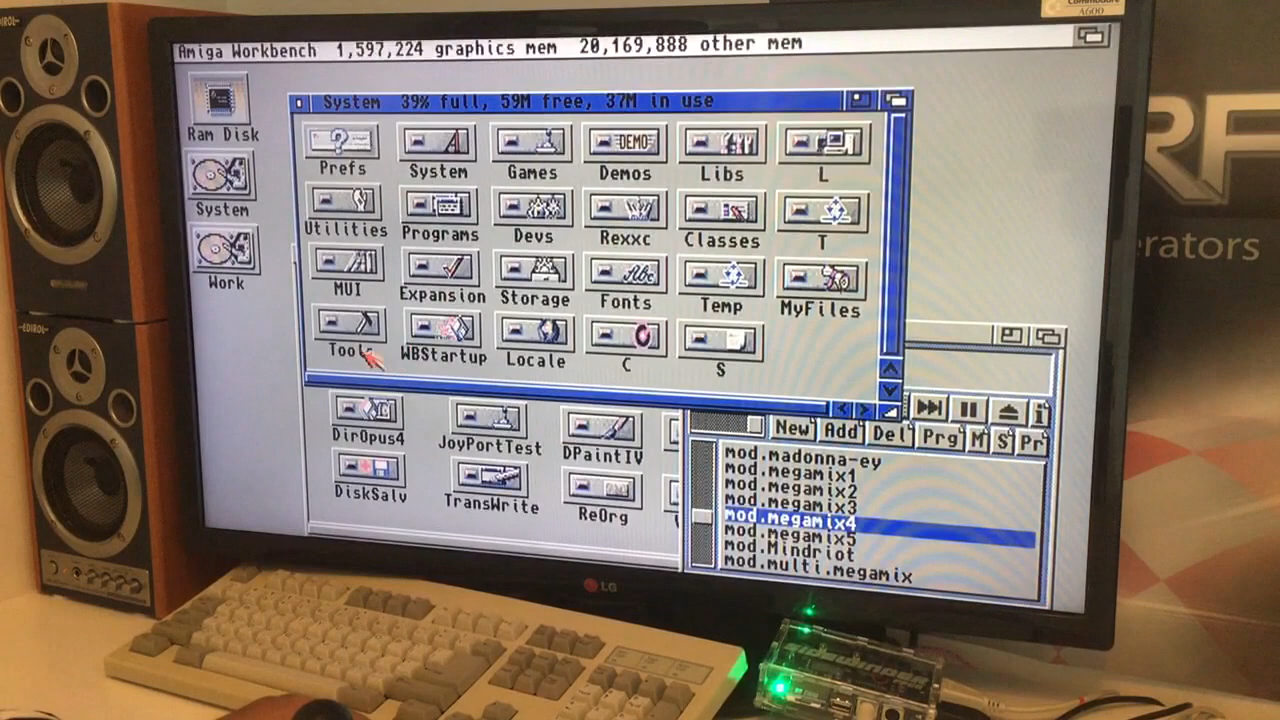 EDIROL
Commodore
A600
Amiga Workbench 1,597,224 graphics mem 20,169,888 other mem
System 39% full, 59M free, 37M in use
Ram Disk
System
Work
Prefs System Games Demos Libs L
DEMO
Utilities Programs Devs Rexxc Classes T
MUI Expansion Storage Fonts Temp MyFiles
Abc
Tools WBStartup Locale C S
DirOpus4 JoyPortTest DPaintIV
DiskSalv TransWrite ReOrg
New Add Del Prg M S Pr
mod.madonna-ey
mod.megamix1
mod.megamix2
mod.megamix3
mod.megamix4
mod.megamix5
mod.Mindriot
mod.multi.megamix
RF
erators
EDIROL
LG